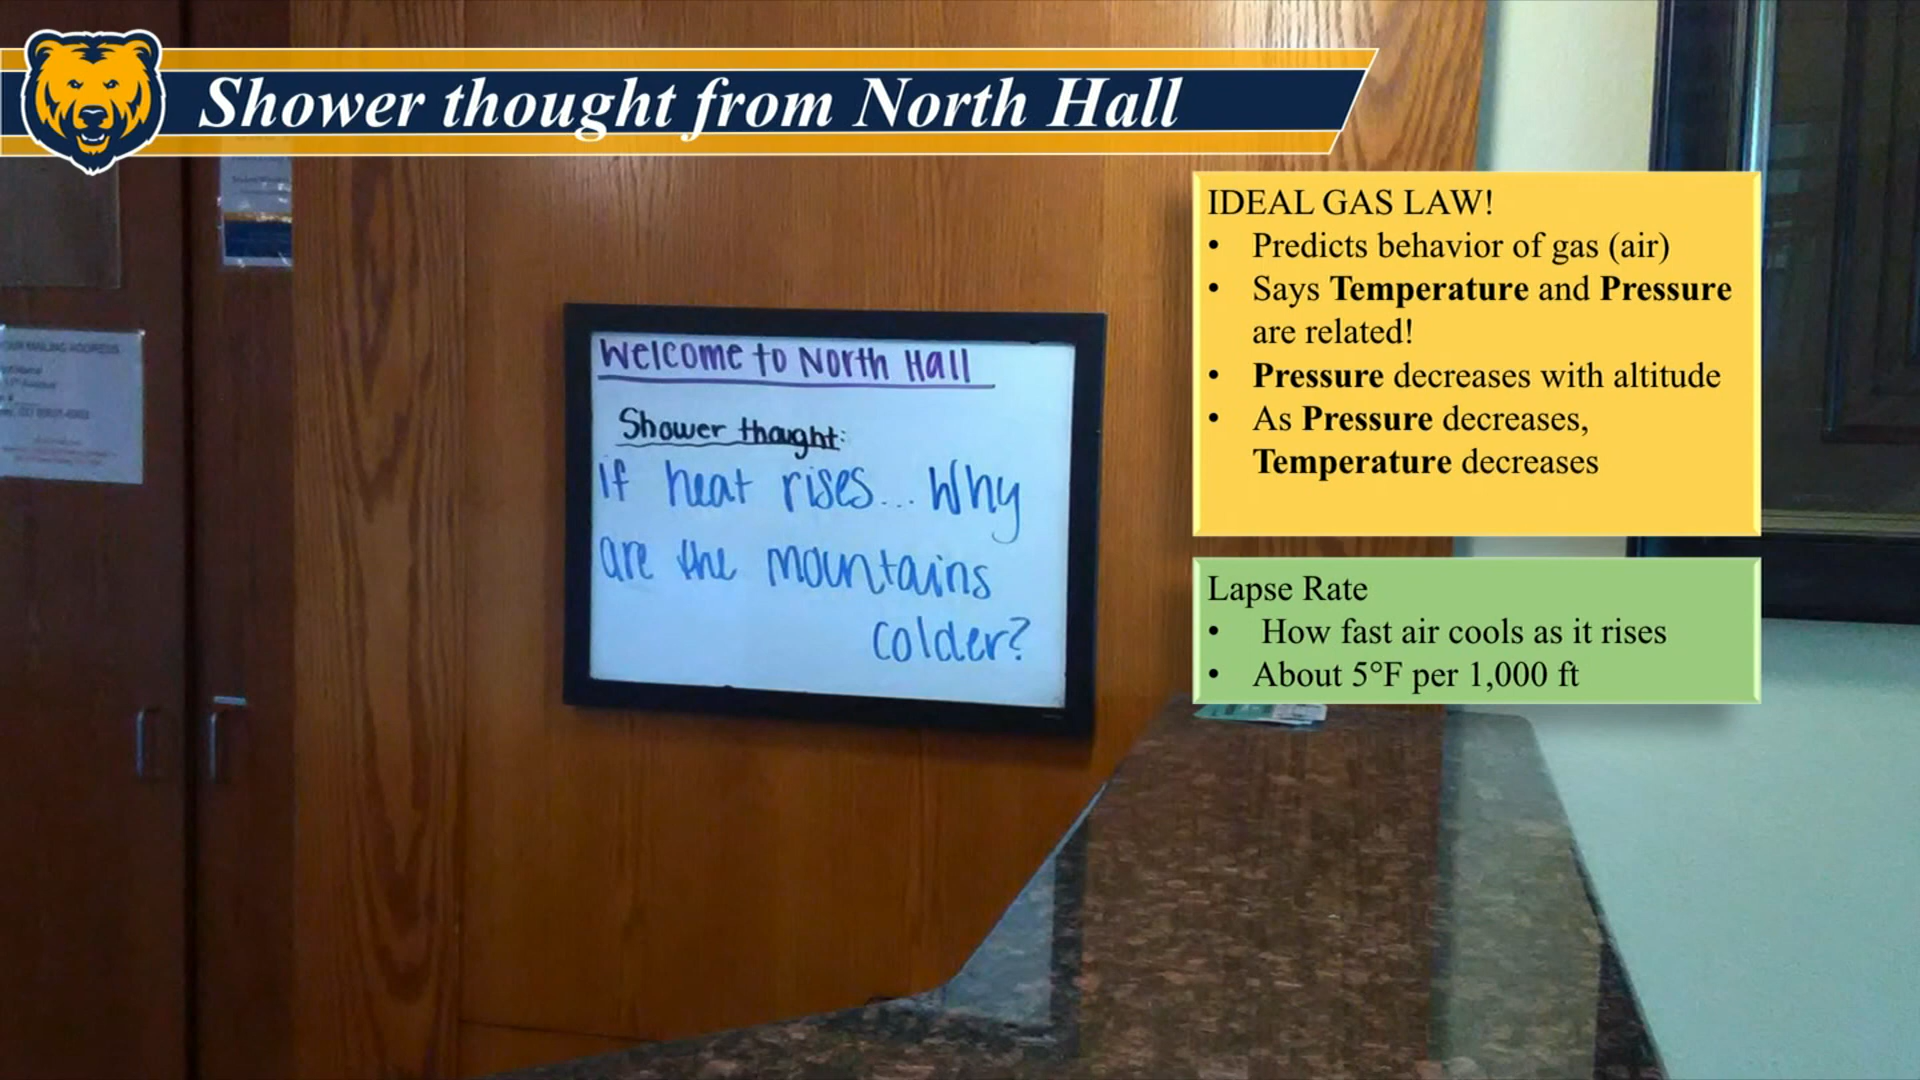 Shower thought from North Hall
Welcome to North Hall
Shower thought:
If heat rises... Why
are the mountains
colder?
IDEAL GAS LAW!
• Predicts behavior of gas (air)
• Says Temperature and Pressure
are related!
• Pressure decreases with altitude
• As Pressure decreases,
Temperature decreases
Lapse Rate
• How fast air cools as it rises
• About 5°F per 1,000 ft
YOUR MAILING ADDRESS